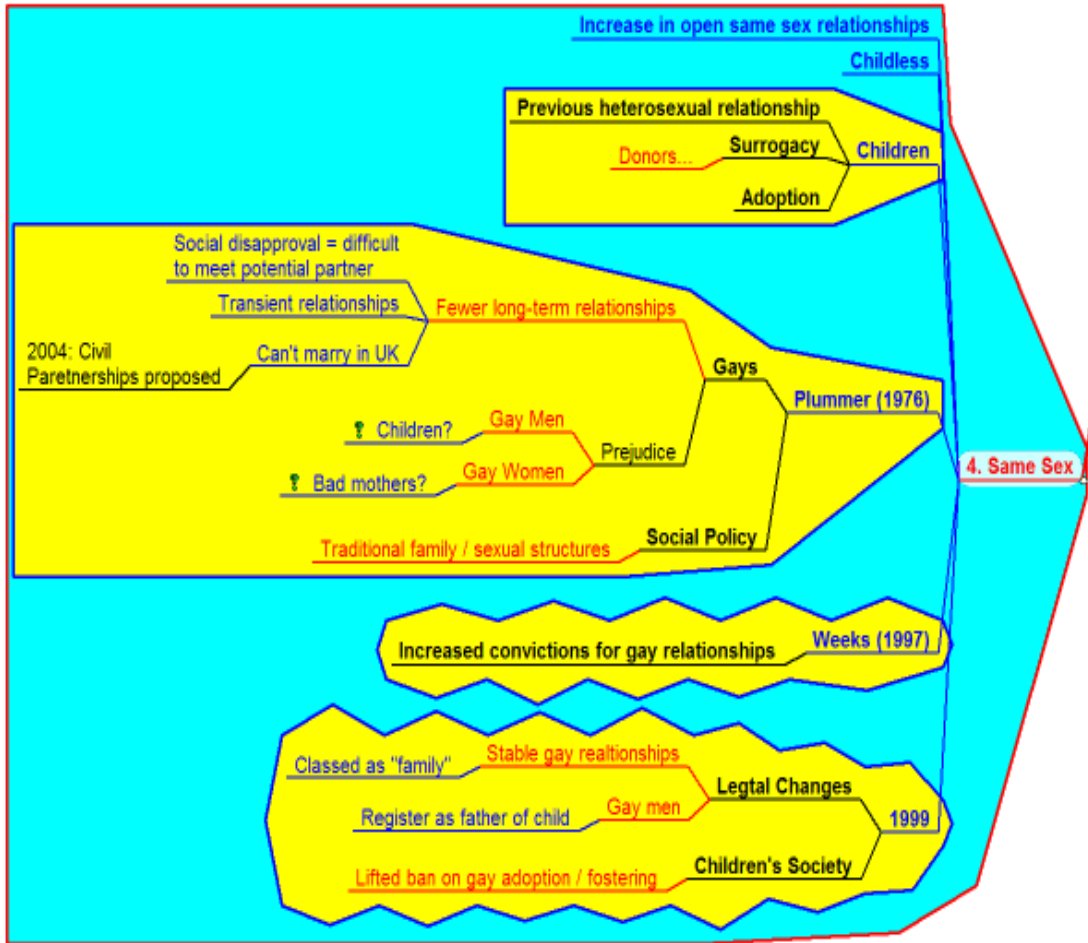 Increase in open same sex relationships
Childless
Previous heterosexual relationship
Surrogacy
Donors...
Children
Adoption
Social disapproval = difficult
to meet potential partner
Transient relationships
Fewer long-term relationships
2004: Civil
Paretnerships proposed
Can't marry in UK
Gays
Plummer (1976)
? Children?
Gay Men
Prejudice
? Bad mothers?
Gay Women
4. Same Sex
Traditional family / sexual structures
Social Policy
Increased convictions for gay relationships
Weeks (1997)
Classed as "family"
Stable gay realtionships
Legtal Changes
Register as father of child
Gay men
1999
Lifted ban on gay adoption / fostering
Children's Society